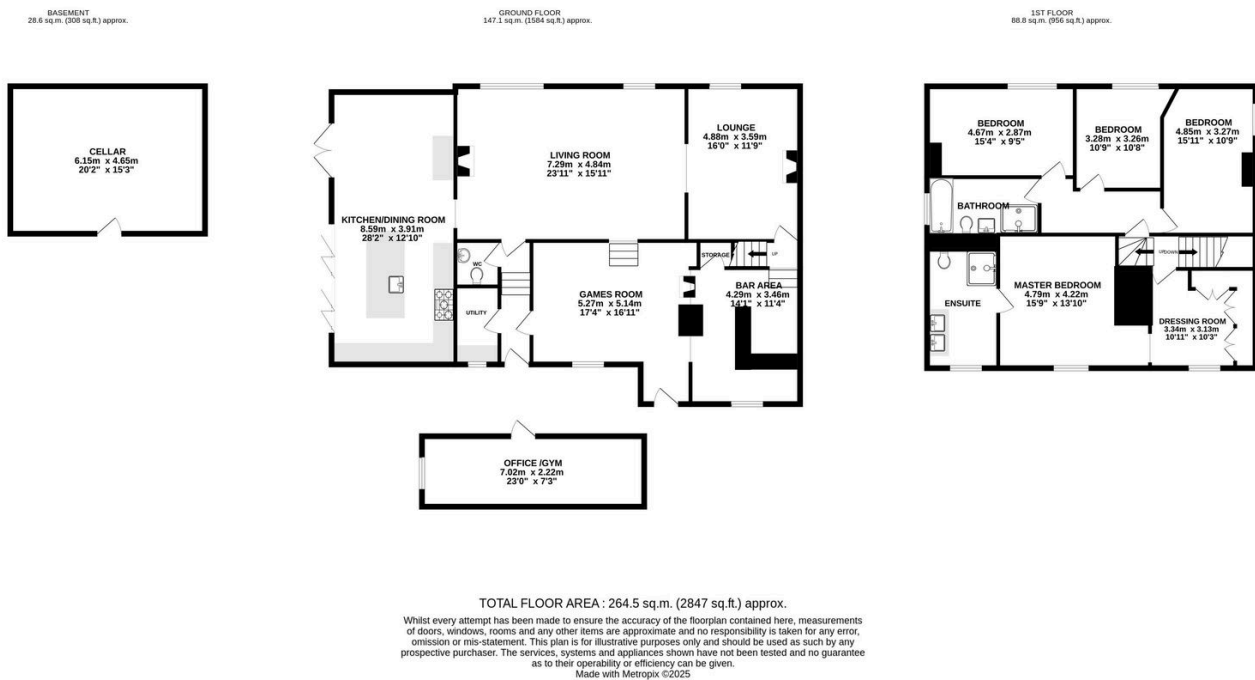 BASEMENT
28.6 sq.m. (308 sq.ft.) approx.
GROUND FLOOR
147.1 sq.m. (1584 sq.ft.) approx.
1ST FLOOR
88.8 sq.m. (956 sq.ft.) approx.
CELLAR
6.15m x 4.65m
20'2" x 15'3"
KITCHEN/DINING ROOM
8.59m x 3.91m
28'2" x 12'10"
LIVING ROOM
7.29m x 4.84m
23'11" x 15'11"
LOUNGE
4.88m x 3.59m
16'0" x 11'9"
WC
UTILITY
GAMES ROOM
5.27m x 5.14m
17'4" x 16'11"
STORAGE
UP
BAR AREA
4.29m x 3.46m
14'1" x 11'4"
OFFICE /GYM
7.02m x 2.22m
23'0" x 7'3"
BEDROOM
4.67m x 2.87m
15'4" x 9'5"
BEDROOM
3.28m x 3.26m
10'9" x 10'8"
BEDROOM
4.85m x 3.27m
15'11" x 10'9"
BATHROOM
ENSUITE
MASTER BEDROOM
4.79m x 4.22m
15'9" x 13'10"
DRESSING ROOM
3.34m x 3.13m
10'11" x 10'3"
TOTAL FLOOR AREA : 264.5 sq.m. (2847 sq.ft.) approx.
Whilst every attempt has been made to ensure the accuracy of the floorplan contained here, measurements
of doors, windows, rooms and any other items are approximate and no responsibility is taken for any error,
omission or mis-statement. This plan is for illustrative purposes only and should be used as such by any
prospective purchaser. The services, systems and appliances shown have not been tested and no guarantee
as to their operability or efficiency can be given.
Made with Metropix ©2025